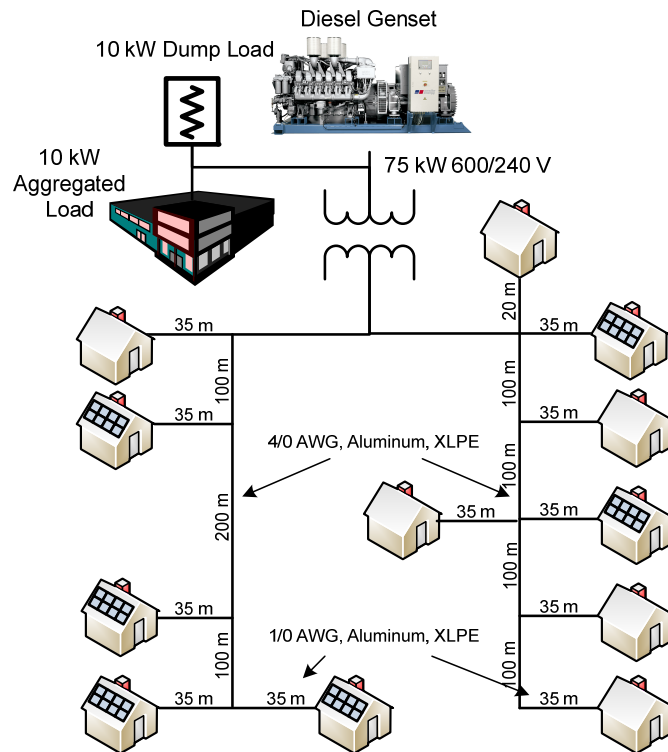 Diesel Genset
10 kW Dump Load
10 kW
Aggregated
Load
75 kW 600/240 V
20 m
35 m
35 m
100 m
100 m
35 m
35 m
4/0 AWG, Aluminum, XLPE
100 m
200 m
35 m
35 m
100 m
35 m
35 m
100 m
1/0 AWG, Aluminum, XLPE
100 m
35 m
35 m
35 m